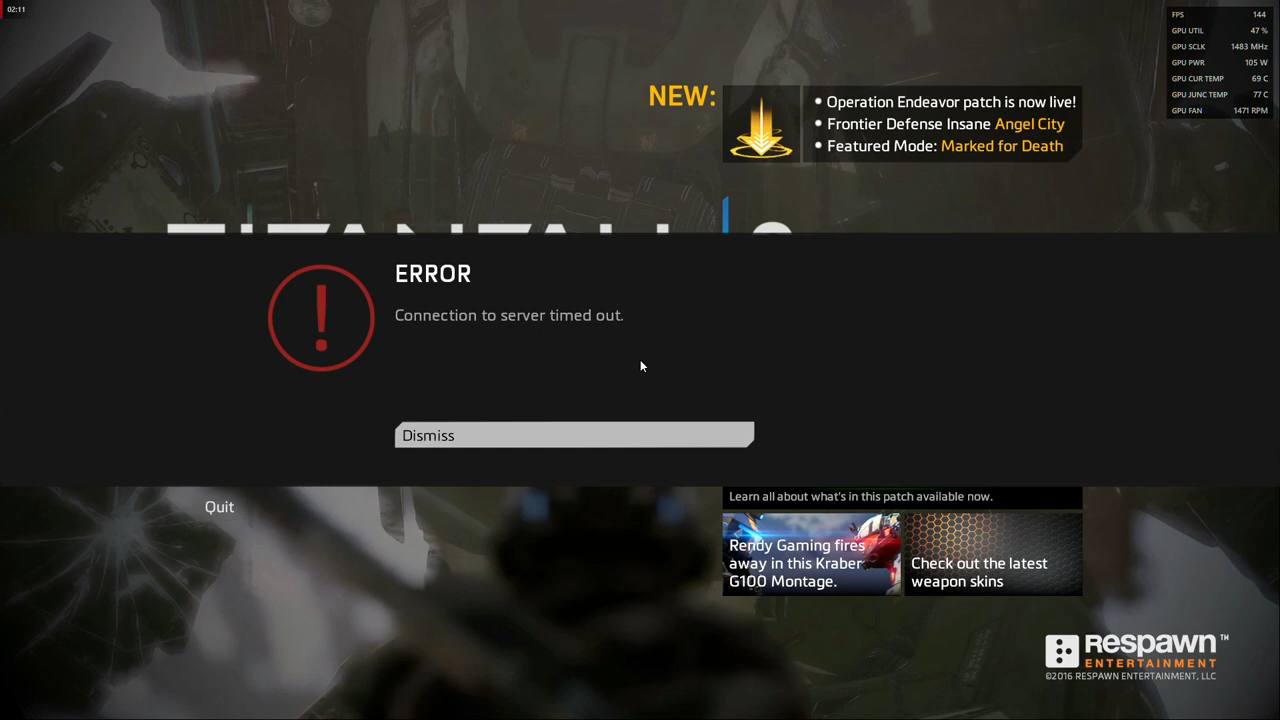 02:11
FPS 144
GPU UTIL 47 %
GPU SCLK 1483 MHz
GPU PWR 105 W
GPU CUR TEMP 69 C
GPU JUNC TEMP 77 C
GPU FAN 1471 RPM
NEW:
Operation Endeavor patch is now live!
Frontier Defense Insane Angel City
Featured Mode: Marked for Death
TITANFALL 2
ERROR
Connection to server timed out.
Dismiss
Quit
Learn all about what's in this patch available now.
Rendy Gaming fires
away in this Kraber
G100 Montage.
Check out the latest
weapon skins
Respawn™
ENTERTAINMENT
©2016 RESPAWN ENTERTAINMENT, LLC